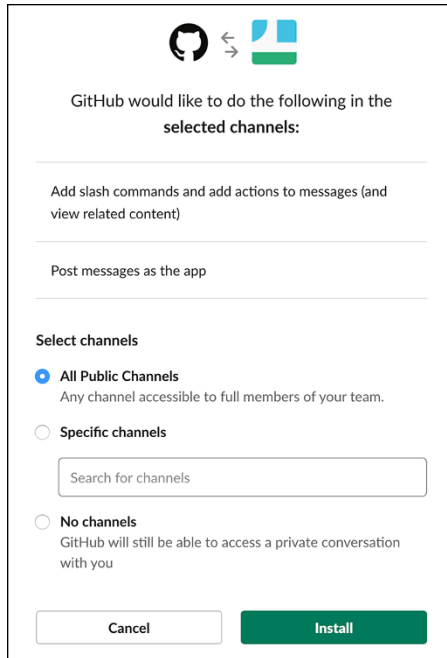 GitHub would like to do the following in the
selected channels:
Add slash commands and add actions to messages (and
view related content)
Post messages as the app
Select channels
All Public Channels
Any channel accessible to full members of your team.
Specific channels
Search for channels
No channels
GitHub will still be able to access a private conversation
with you
Cancel
Install